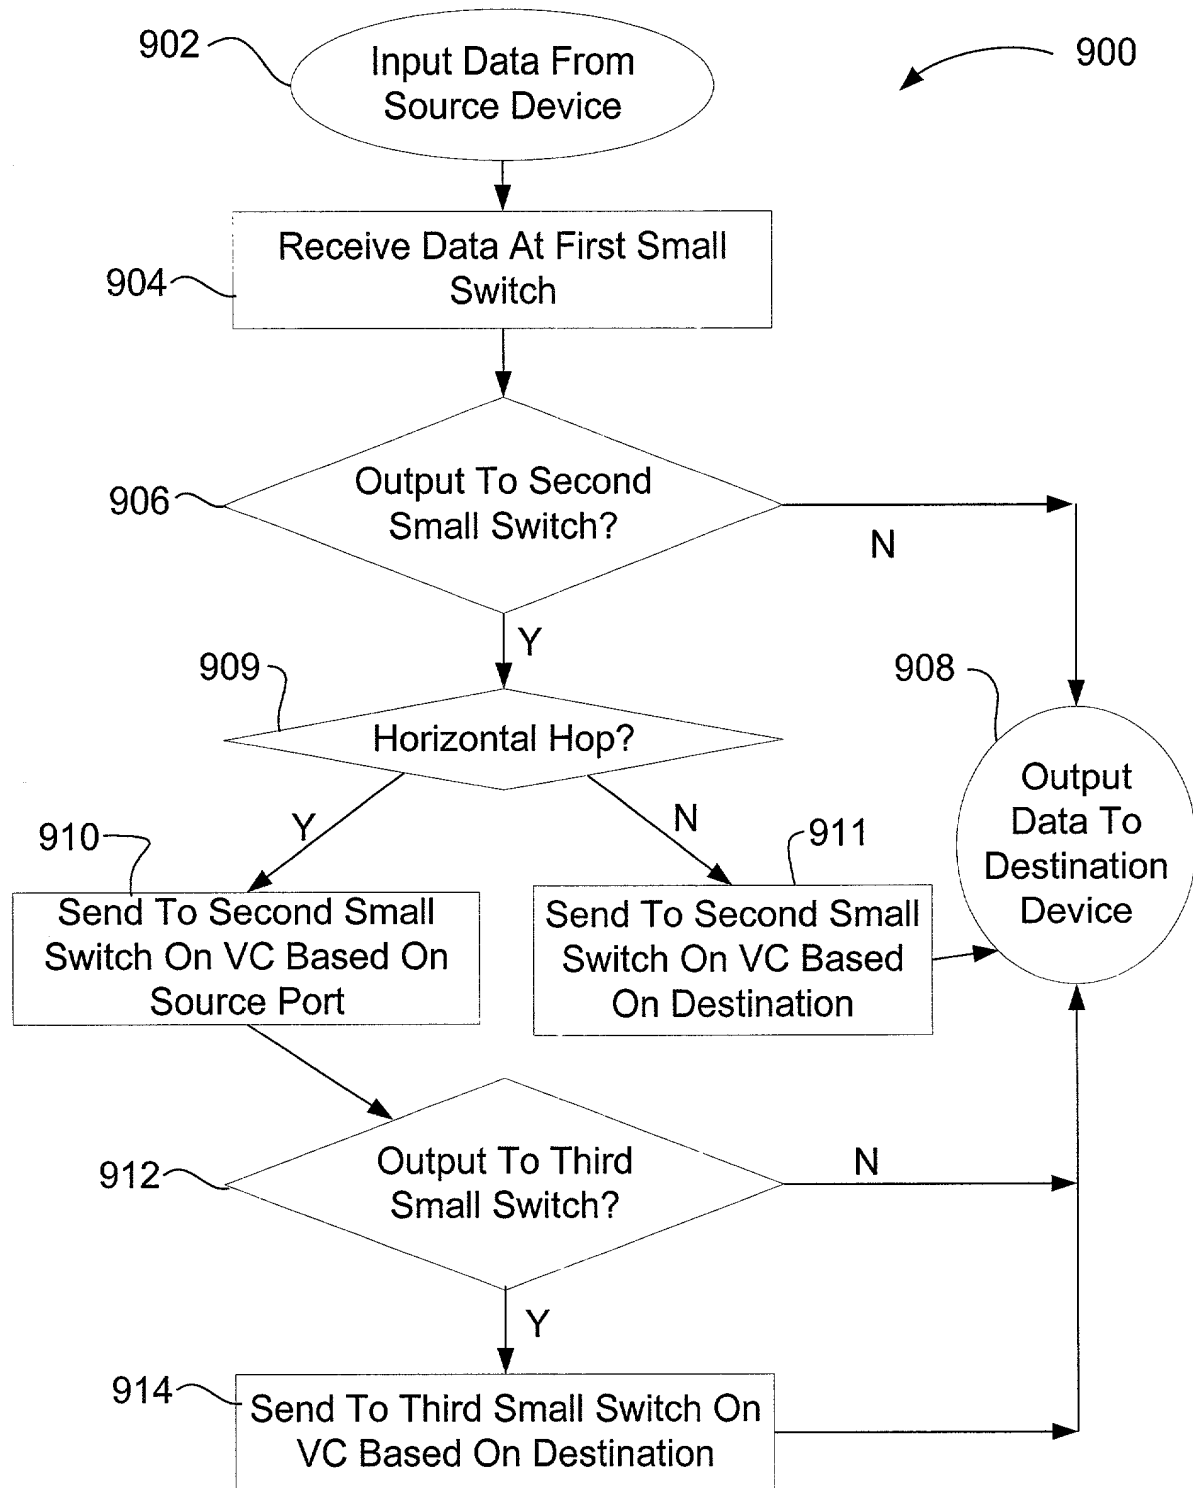 902
Input Data From
Source Device
900
Receive Data At First Small
Switch
904
Output To Second
Small Switch?
906
N
Y
909
Horizontal Hop?
908
Output
Data To
Destination
Device
Y
N
910
911
Send To Second Small
Switch On VC Based On
Source Port
Send To Second Small
Switch On VC Based
On Destination
912
Output To Third
Small Switch?
N
Y
914
Send To Third Small Switch On
VC Based On Destination